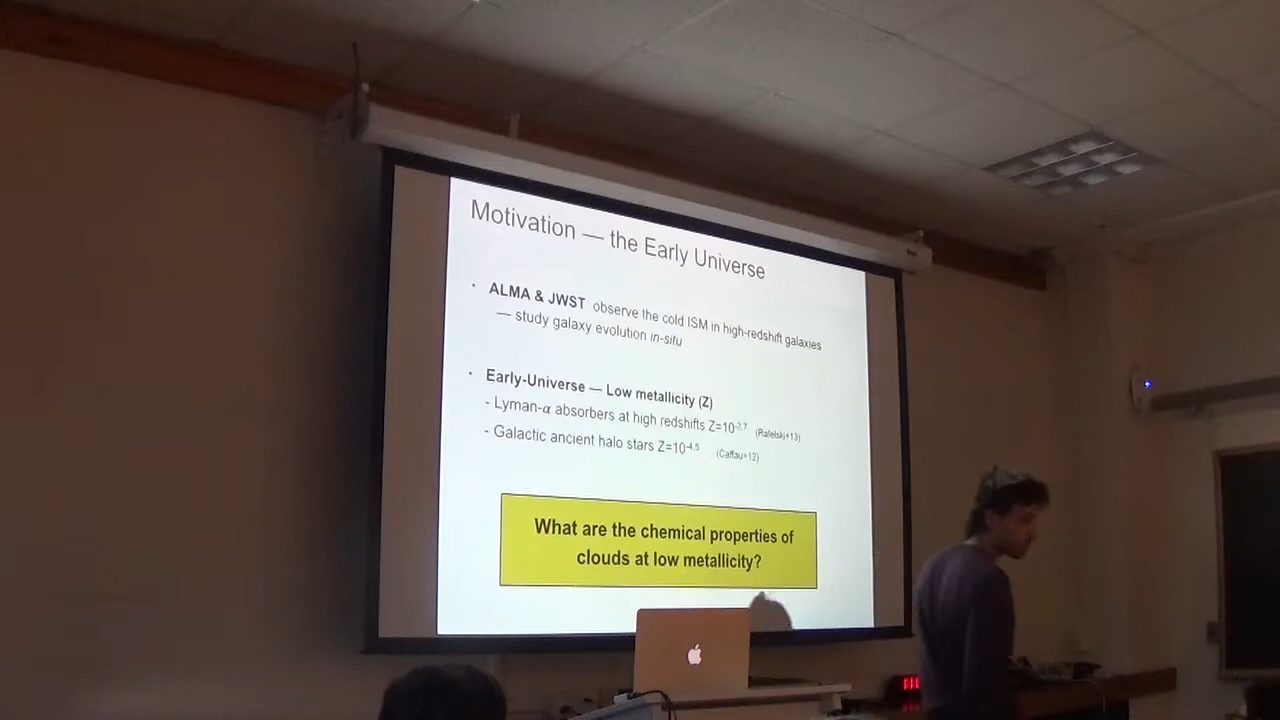 Motivation — the Early Universe
· ALMA & JWST observe the cold ISM in high-redshift galaxies
— study galaxy evolution in-situ
· Early-Universe — Low metallicity (Z)
- Lyman-α absorbers at high redshifts Z=10⁻²·⁷ (Rafelski+13)
- Galactic ancient halo stars Z=10⁻⁴·⁵ (Caffau+12)
What are the chemical properties of
clouds at low metallicity?